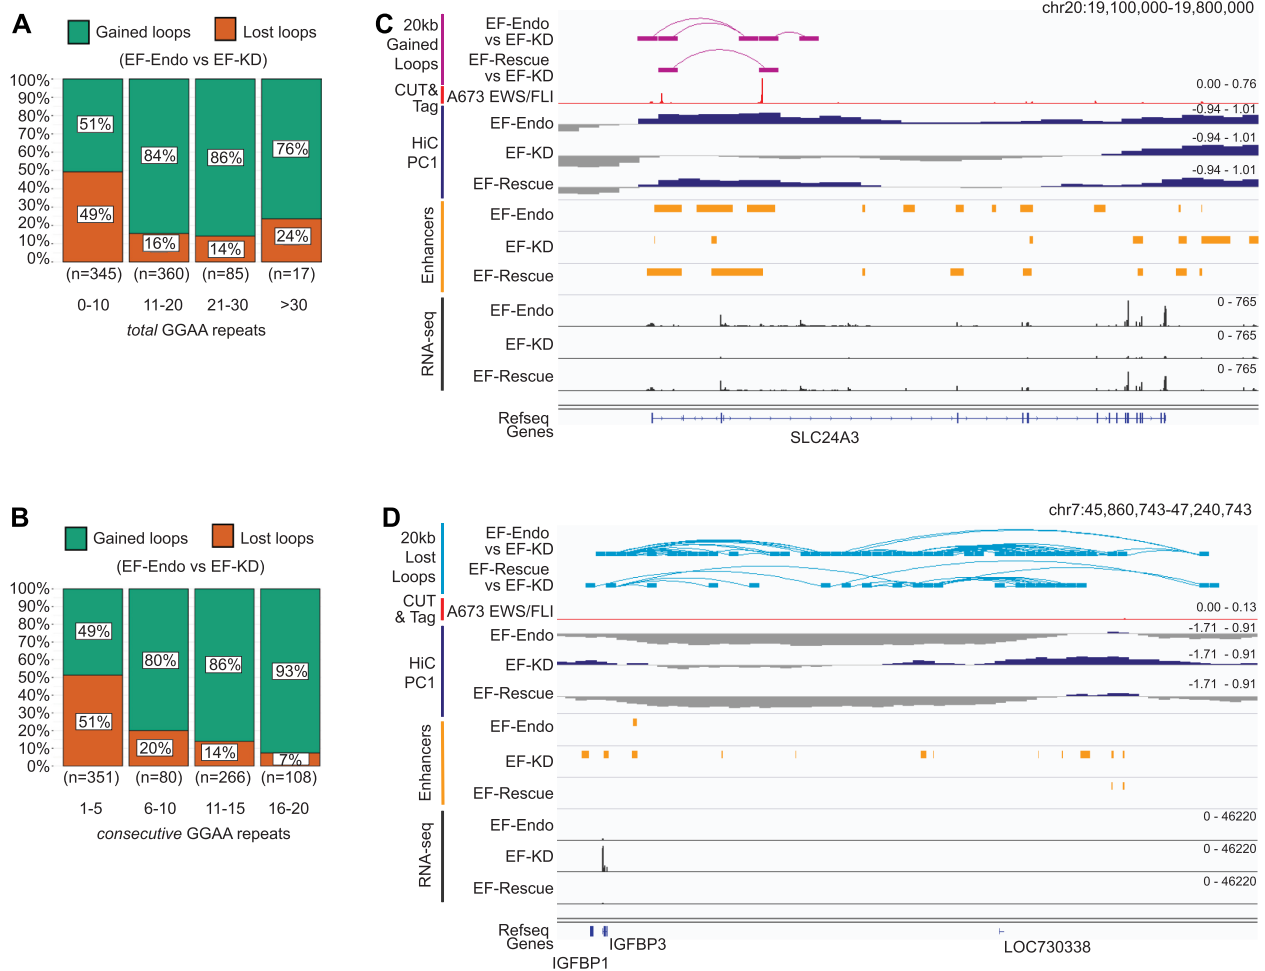 A
Gained loops
Lost loops
(EF-Endo vs EF-KD)
100%
90%
80%
70%
60%
50%
40%
30%
20%
10%
0%
51%
49%
84%
16%
86%
14%
76%
24%
(n=345) (n=360) (n=85) (n=17)
0-10 11-20 21-30 >30
total GGAA repeats
B
Gained loops
Lost loops
(EF-Endo vs EF-KD)
100%
90%
80%
70%
60%
50%
40%
30%
20%
10%
0%
49%
51%
80%
20%
86%
14%
93%
7%
(n=351) (n=80) (n=266) (n=108)
1-5 6-10 11-15 16-20
consecutive GGAA repeats
C
chr20:19,100,000-19,800,000
20kb
Gained
Loops
EF-Endo
vs EF-KD
EF-Rescue
vs EF-KD
CUT&
Tag
A673 EWS/FLI
0.00 - 0.76
HiC
PC1
EF-Endo
-0.94 - 1.01
EF-KD
-0.94 - 1.01
EF-Rescue
-0.94 - 1.01
Enhancers
EF-Endo
EF-KD
EF-Rescue
RNA-seq
EF-Endo
0 - 765
EF-KD
0 - 765
EF-Rescue
0 - 765
Refseq
Genes
SLC24A3
D
chr7:45,860,743-47,240,743
20kb
Lost
Loops
EF-Endo
vs EF-KD
EF-Rescue
vs EF-KD
CUT
& Tag
A673 EWS/FLI
0.00 - 0.13
HiC
PC1
EF-Endo
-1.71 - 0.91
EF-KD
-1.71 - 0.91
EF-Rescue
-1.71 - 0.91
Enhancers
EF-Endo
EF-KD
EF-Rescue
RNA-seq
EF-Endo
0 - 46220
EF-KD
0 - 46220
EF-Rescue
0 - 46220
Refseq
Genes
IGFBP3
IGFBP1
LOC730338